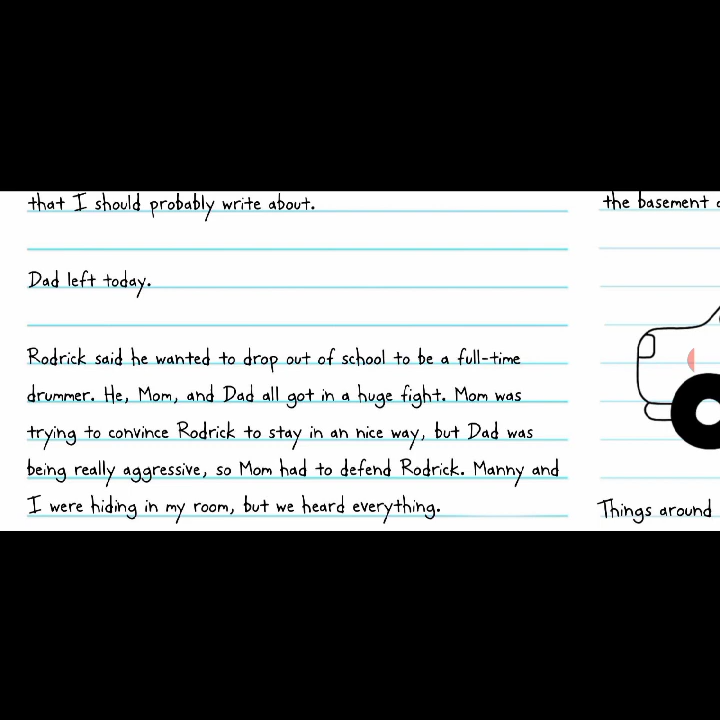 that I should probably write about.
Dad left today.
Rodrick said he wanted to drop out of school to be a full-time
drummer. He, Mom, and Dad all got in a huge fight. Mom was
trying to convince Rodrick to stay in an nice way, but Dad was
being really aggressive, so Mom had to defend Rodrick. Manny and
I were hiding in my room, but we heard everything.
the basement
Things around